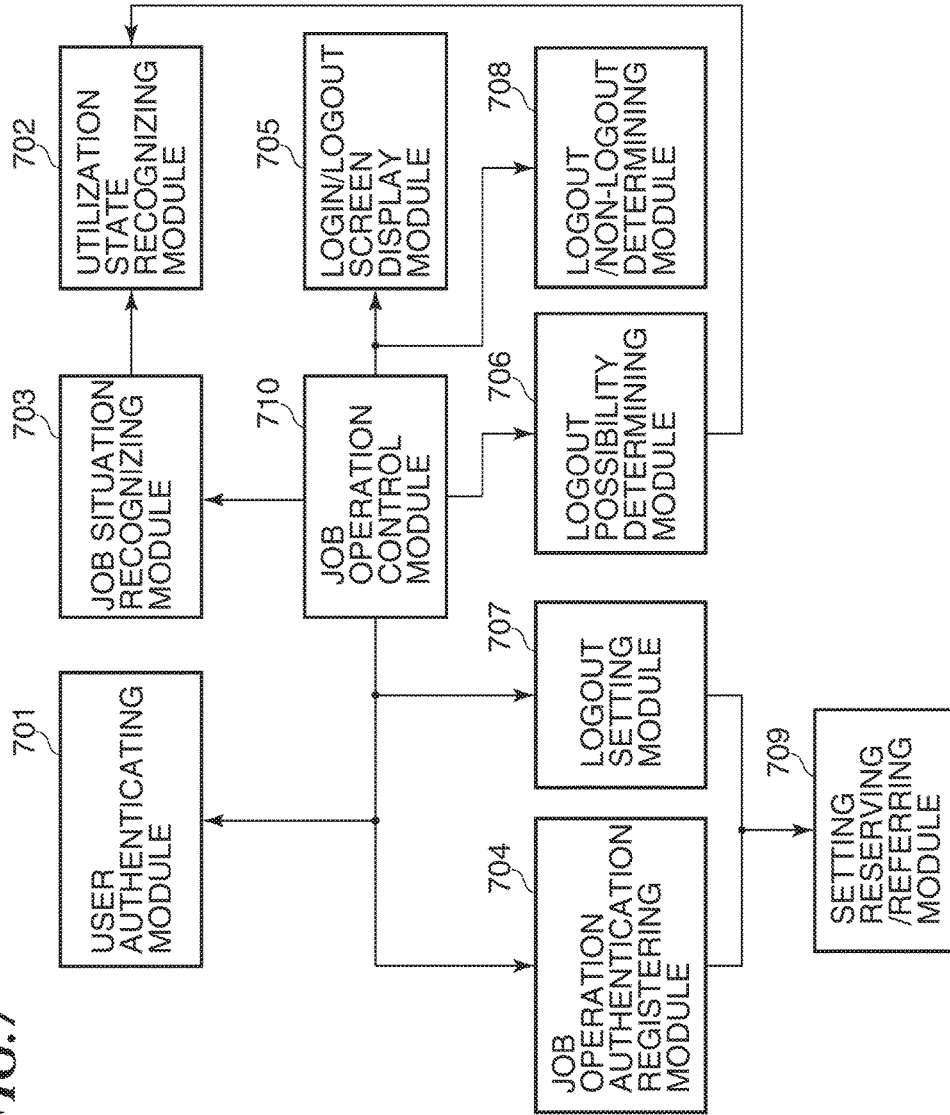 FIG.7
701
USER
AUTHENTICATING
MODULE
703
JOB SITUATION
RECOGNIZING
MODULE
702
UTILIZATION
STATE
RECOGNIZING
MODULE
710
JOB
OPERATION
CONTROL
MODULE
705
LOGIN/LOGOUT
SCREEN
DISPLAY
MODULE
704
JOB
OPERATION
AUTHENTICATION
REGISTERING
MODULE
707
LOGOUT
SETTING
MODULE
706
LOGOUT
POSSIBILITY
DETERMINING
MODULE
708
LOGOUT
/NON-LOGOUT
DETERMINING
MODULE
709
SETTING
RESERVING
/REFERRING
MODULE